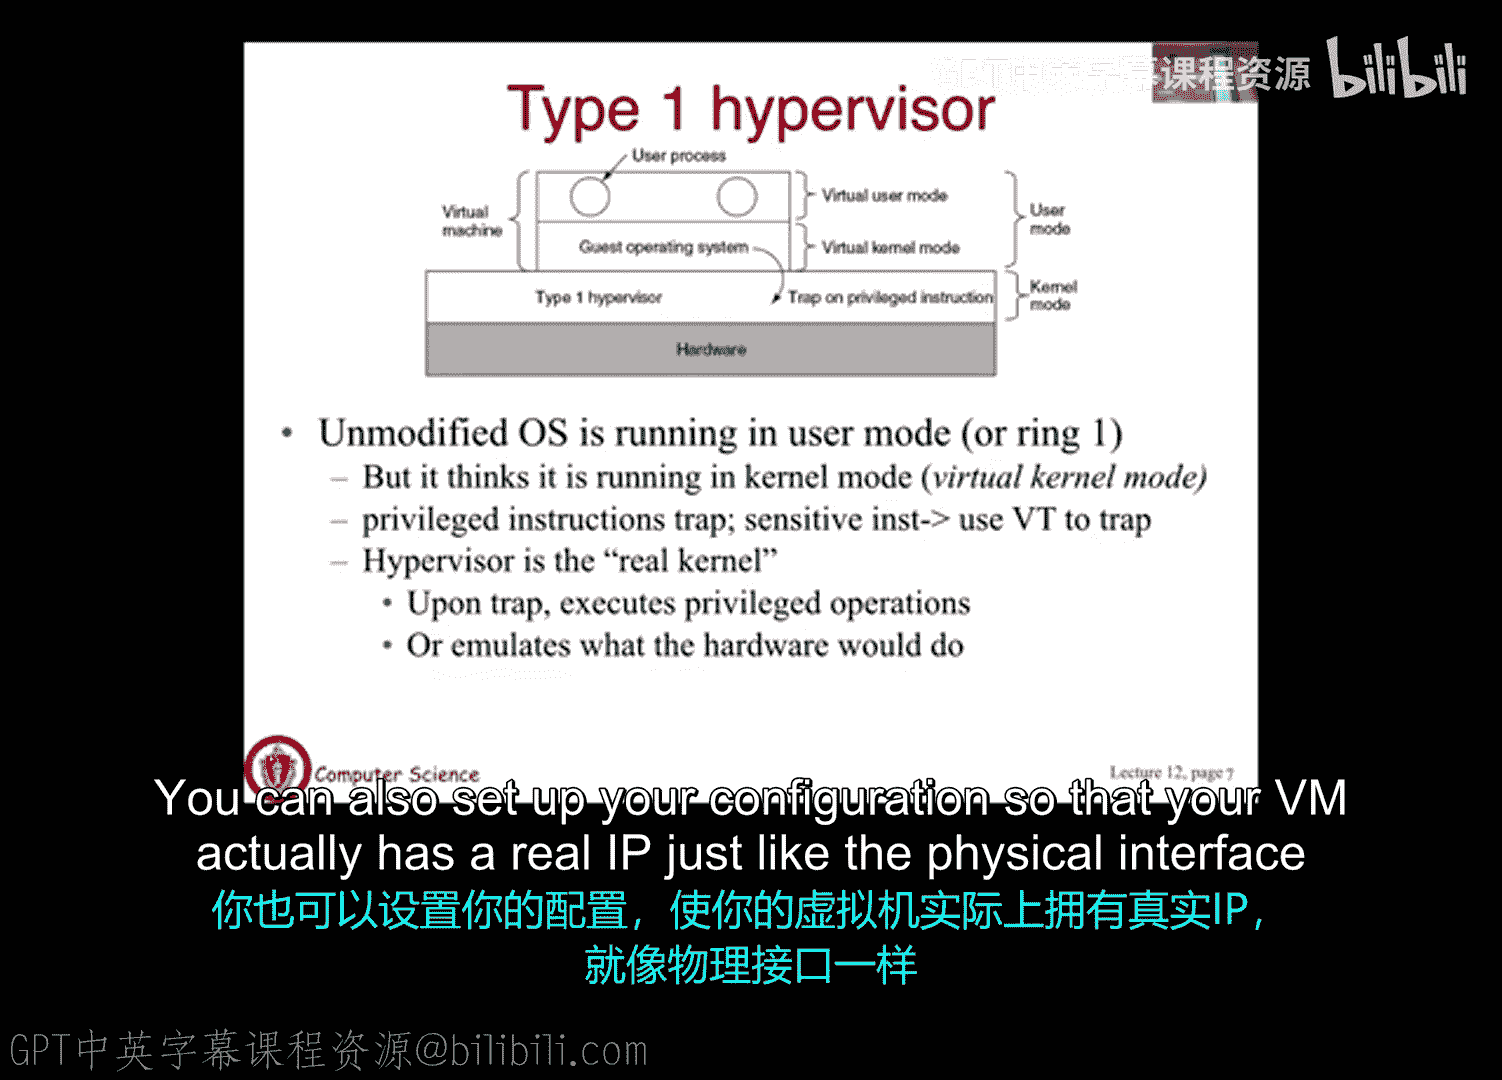 课程资源 bilibili
Type 1 hypervisor
User process
Virtual machine
Virtual user mode
User mode
Guest operating system
Virtual kernel mode
Type 1 hypervisor
Trap on privileged instruction
Kernel mode
Hardware
• Unmodified OS is running in user mode (or ring 1)
– But it thinks it is running in kernel mode (virtual kernel mode)
– privileged instructions trap; sensitive inst-> use VT to trap
– Hypervisor is the “real kernel”
• Upon trap, executes privileged operations
• Or emulates what the hardware would do
Computer Science
Lecture 12, page 7
You can also set up your configuration so that your VM
actually has a real IP just like the physical interface
你也可以设置你的配置，使你的虚拟机实际上拥有真实IP，
就像物理接口一样
GPT中英字幕课程资源@bilibili.com